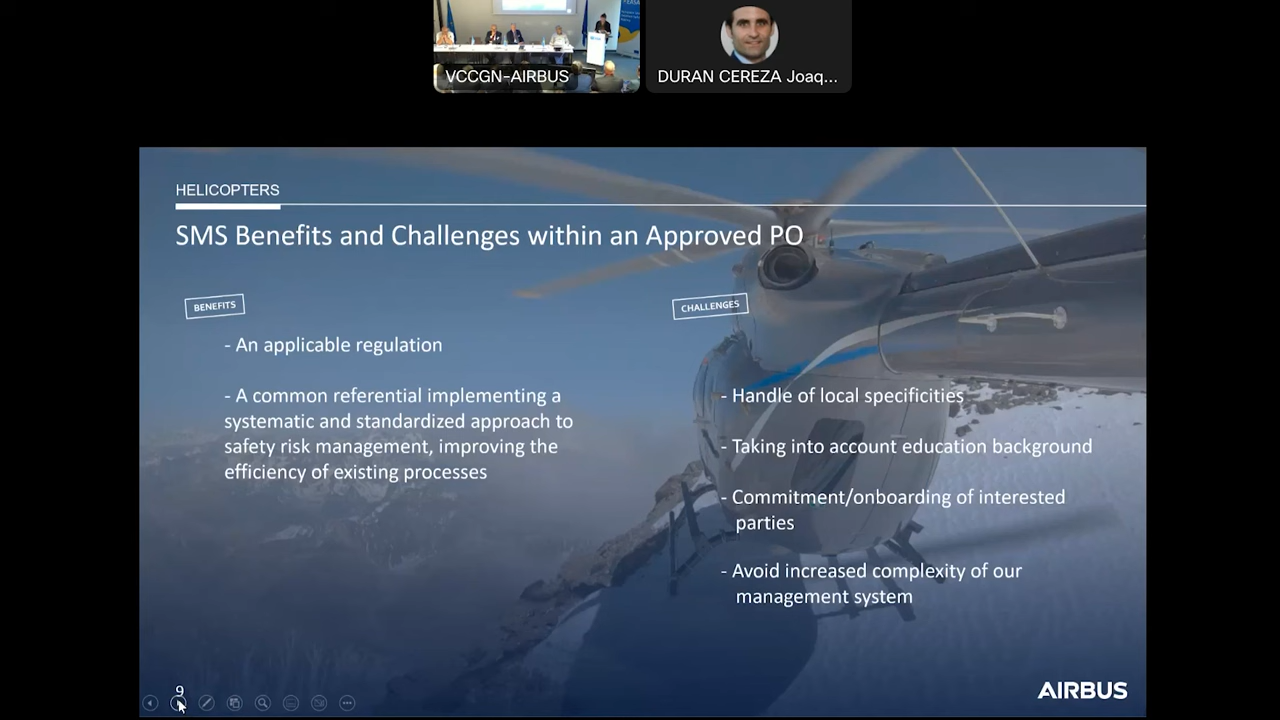 VCCGN-AIRBUS
DURAN CEREZA Joaq...
HELICOPTERS
SMS Benefits and Challenges within an Approved PO
BENEFITS
- An applicable regulation
- A common referential implementing a
systematic and standardized approach to
safety risk management, improving the
efficiency of existing processes
CHALLENGES
- Handle of local specificities
- Taking into account education background
- Commitment/onboarding of interested
parties
- Avoid increased complexity of our
management system
9
AIRBUS